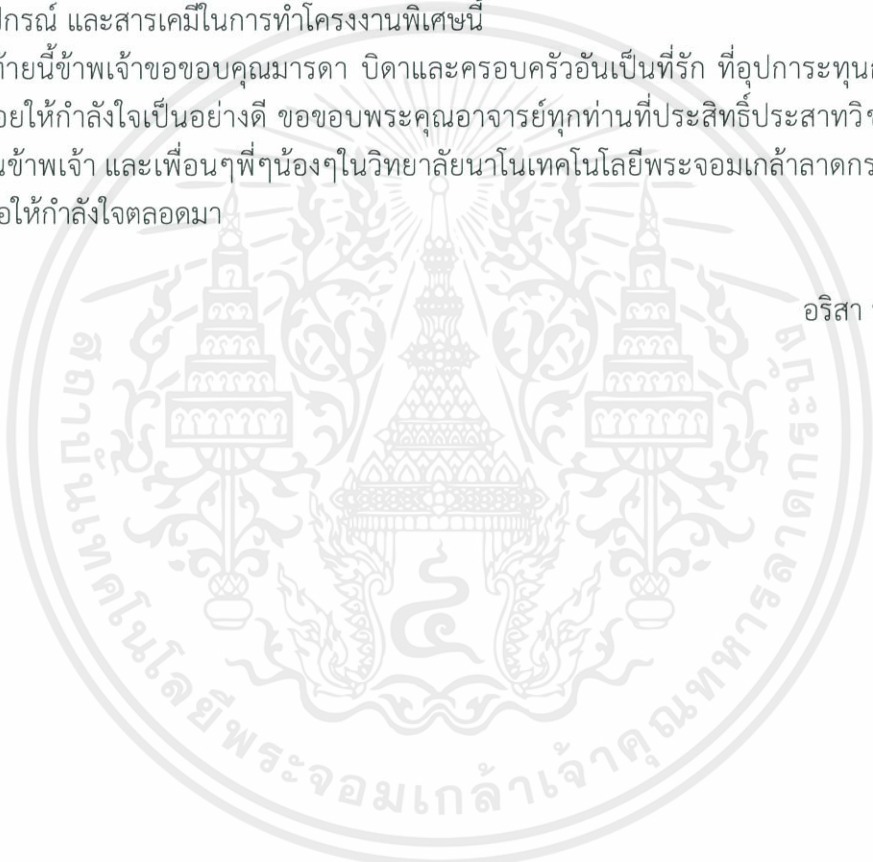 ปกรณ์ และสารเคมีในการทำโครงงานพิเศษนี้
ท้ายนี้ข้าพเจ้าขอขอบคุณมารดา บิดาและครอบครัวอันเป็นที่รัก ที่อุปการะทุน
อยให้กำลังใจเป็นอย่างดี ขอขอบพระคุณอาจารย์ทุกท่านที่ประสิทธิ์ประสาทวิช
นข้าพเจ้า และเพื่อนๆพี่ๆน้องๆในวิทยาลัยนาโนเทคโนโลยีพระจอมเกล้าลาดกร
อให้กำลังใจตลอดมา
อริสา
สถาบันเทคโนโลยีพระจอมเกล้าเจ้าคุณทหารลาดกระบัง